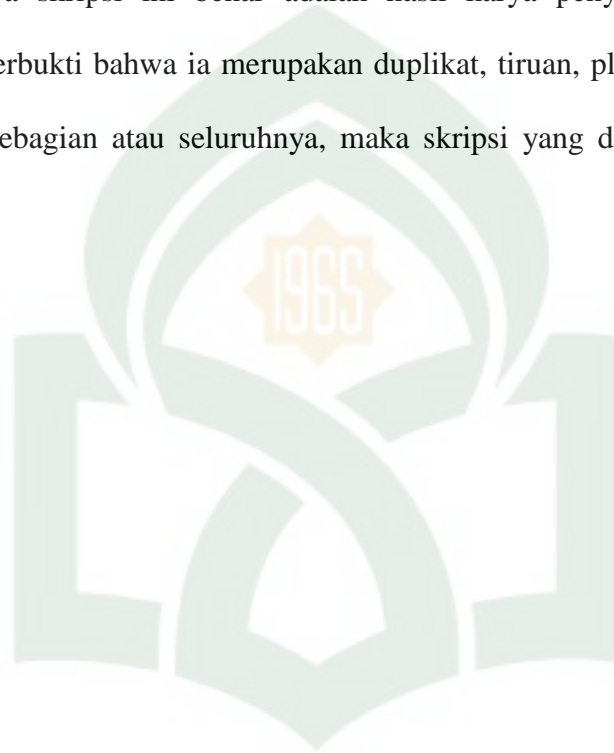 a skripsi ini benar adalah hasil karya peny
erbukti bahwa ia merupakan duplikat, tiruan, pl
ebagian atau seluruhnya, maka skripsi yang d
1965